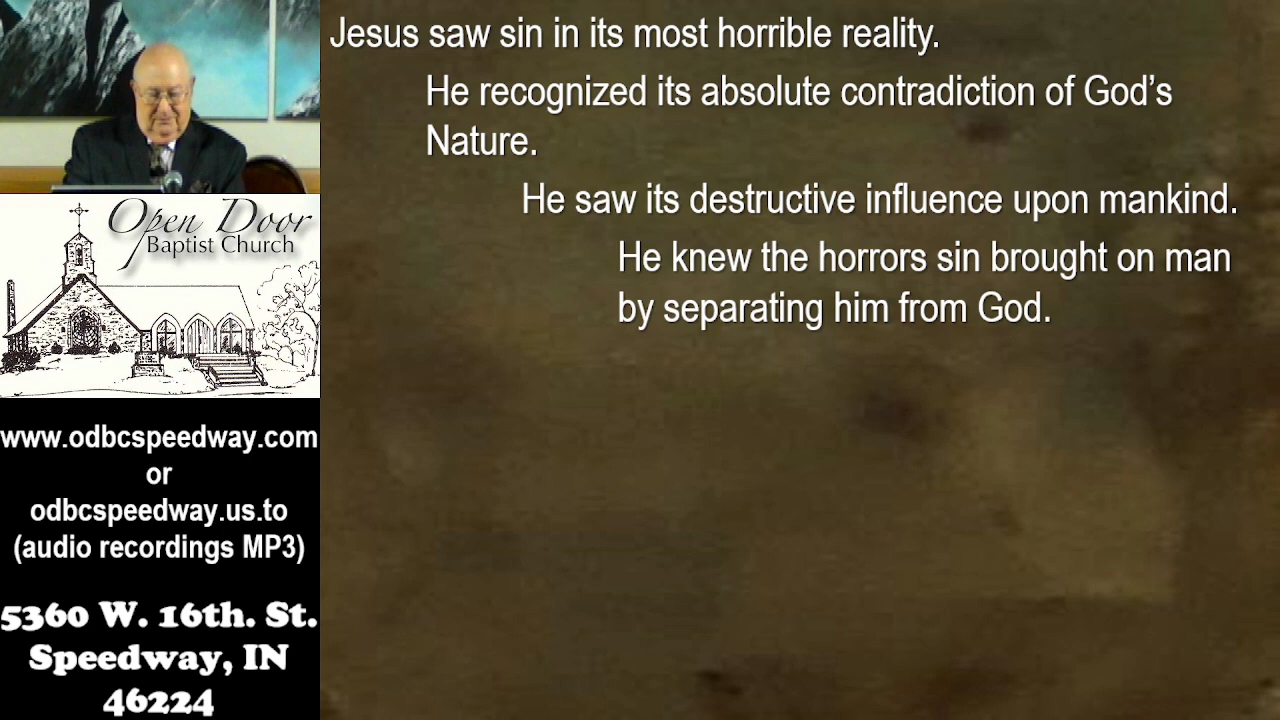 Jesus saw sin in its most horrible reality.
He recognized its absolute contradiction of God’s
Nature.
He saw its destructive influence upon mankind.
He knew the horrors sin brought on man
by separating him from God.
Open Door
Baptist Church
www.odbcspeedway.com
or
odbcspeedway.us.to
(audio recordings MP3)
5360 W. 16th. St.
Speedway, IN
46224